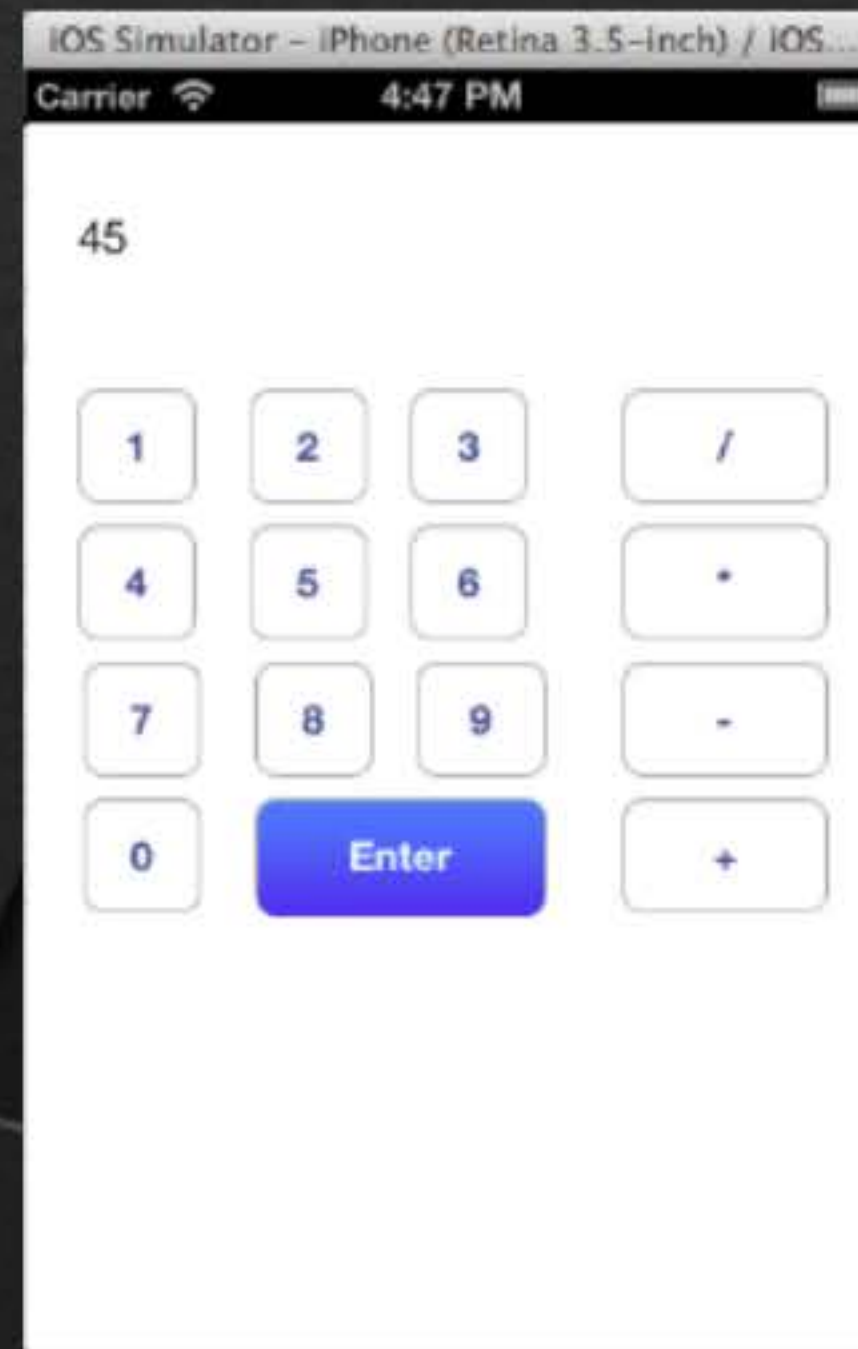 iOS Simulator – iPhone (Retina 3.5-inch) / iOS...
Carrier 4:47 PM
45
1 2 3 /
4 5 6 *
7 8 9 -
0 Enter +